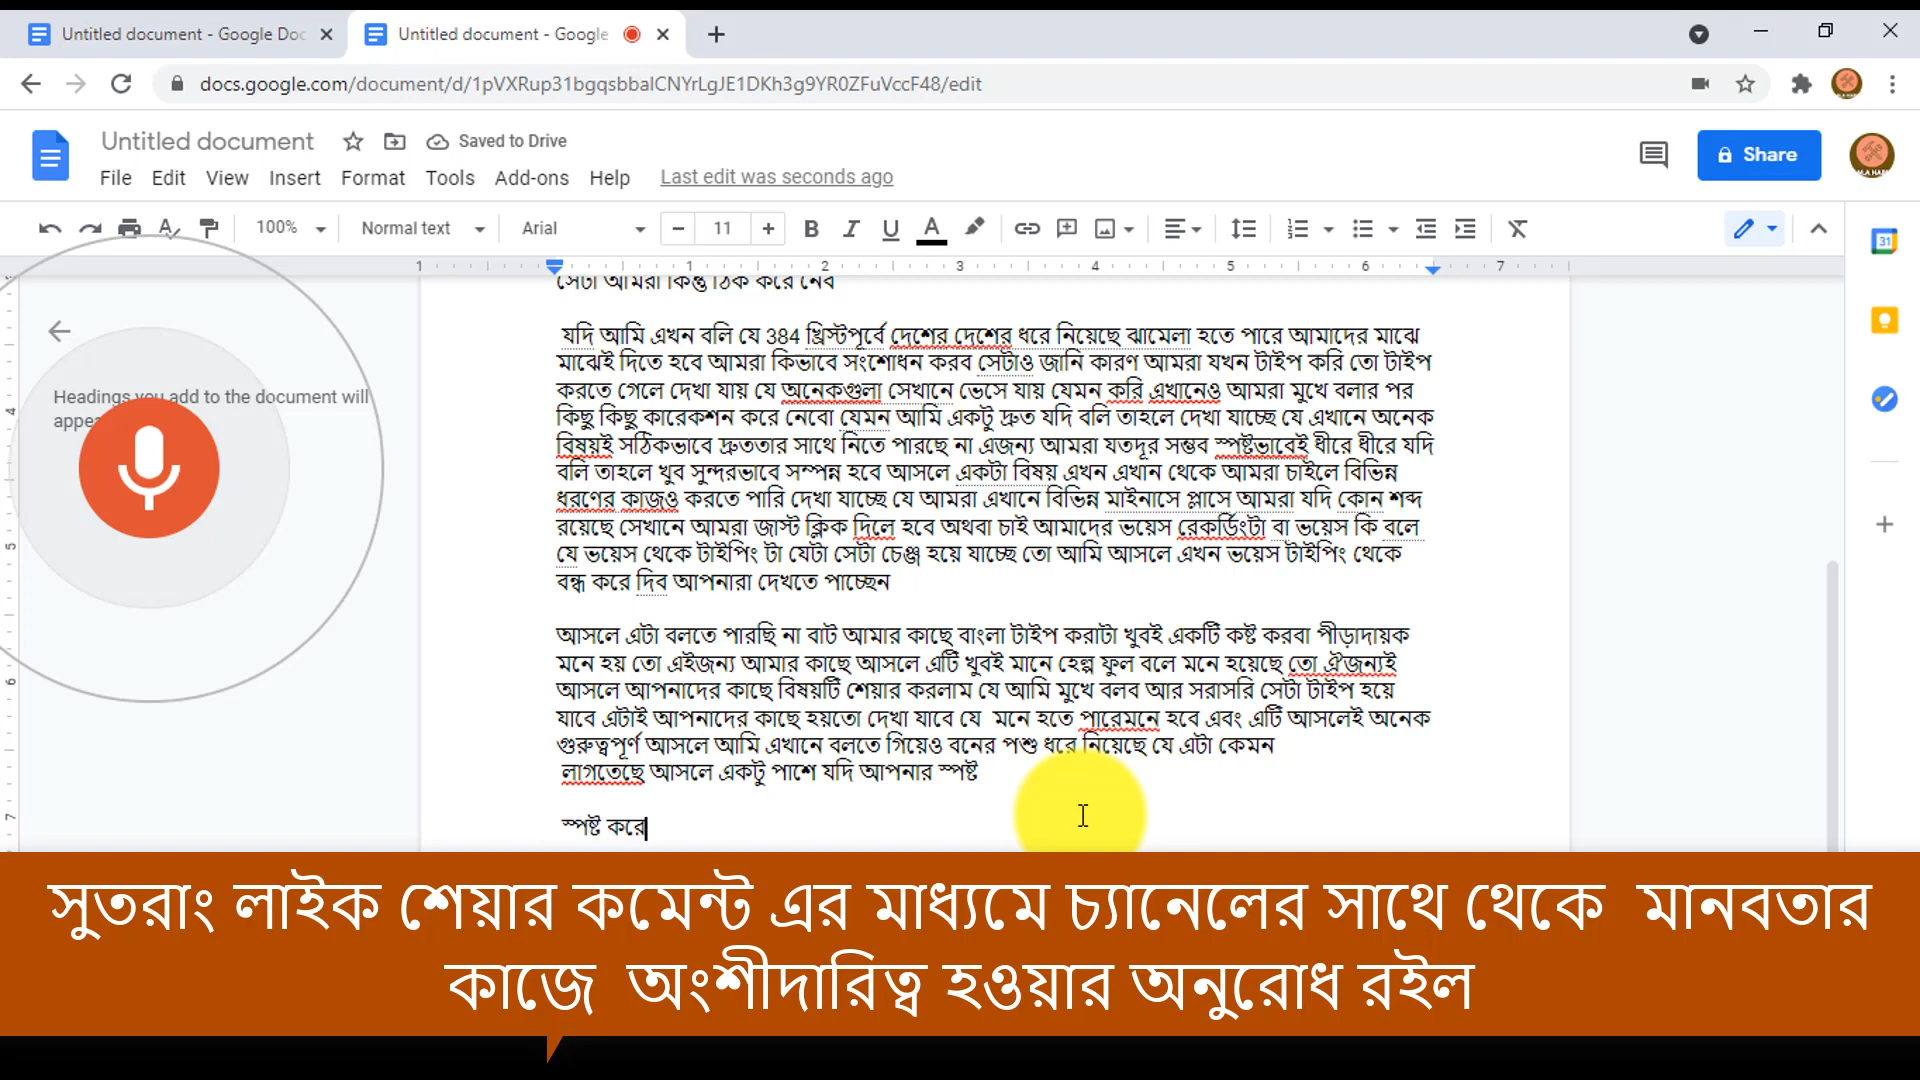 Untitled document - Google Doc
Untitled document - Google
docs.google.com/document/d/1pVXRup31bgqsbbalCNYrLgJE1DKh3g9YR0ZFuVccF48/edit
Untitled document
Saved to Drive
File Edit View Insert Format Tools Add-ons Help Last edit was seconds ago
Share
100% Normal text Arial 11
1 1 2 3 4 5 6 7
সেটা আমরা কিন্তু ঠিক করে নেব
যদি আমি এখন বলি যে 384 খ্রিস্টপূর্বে দেশের দেশের ধরে নিয়েছে ঝামেলা হতে পারে আমাদের মাঝে
মাঝেই দিতে হবে আমরা কিভাবে সংশোধন করব সেটাও জানি কারণ আমরা যখন টাইপ করি তো টাইপ
করতে গেলে দেখা যায় যে অনেকগুলা সেখানে ভেসে যায় যেমন করি এখানেও আমরা মুখে বলার পর
কিছু কিছু কারেকশন করে নেবো যেমন আমি একটু দ্রুত যদি বলি তাহলে দেখা যাচ্ছে যে এখানে অনেক
বিষয়ই সঠিকভাবে দ্রুততার সাথে নিতে পারছে না এজন্য আমরা যতদূর সম্ভব স্পষ্টভাবেই ধীরে ধীরে যদি
বলি তাহলে খুব সুন্দরভাবে সম্পন্ন হবে আসলে একটা বিষয় এখন এখান থেকে আমরা চাইলে বিভিন্ন
ধরণের কাজও করতে পারি দেখা যাচ্ছে যে আমরা এখানে বিভিন্ন মাইনাসে প্লাসে আমরা যদি কোন শব্দ
রয়েছে সেখানে আমরা জাস্ট ক্লিক দিলে হবে অথবা চাই আমাদের ভয়েস রেকর্ডিংটা বা ভয়েস কি বলে
যে ভয়েস থেকে টাইপিং টা যেটা সেটা চেঞ্জ হয়ে যাচ্ছে তো আমি আসলে এখন ভয়েস টাইপিং থেকে
বন্ধ করে দিব আপনারা দেখতে পাচ্ছেন
Headings you add to the document will
appea
আসলে এটা বলতে পারছি না বাট আমার কাছে বাংলা টাইপ করাটা খুবই একটি কষ্ট করবা পীড়াদায়ক
মনে হয় তো এইজন্য আমার কাছে আসলে এটি খুবই মানে হেল্প ফুল বলে মনে হয়েছে তো ঐজন্যই
আসলে আপনাদের কাছে বিষয়টি শেয়ার করলাম যে আমি মুখে বলব আর সরাসরি সেটা টাইপ হয়ে
যাবে এটাই আপনাদের কাছে হয়তো দেখা যাবে যে মনে হতে পারেমনে হবে এবং এটি আসলেই অনেক
গুরুত্বপূর্ণ আসলে আমি এখানে বলতে গিয়েও বনের পশু ধরে নিয়েছে যে এটা কেমন
লাগতেছে আসলে একটু পাশে যদি আপনার স্পষ্ট
স্পষ্ট করে
সুতরাং লাইক শেয়ার কমেন্ট এর মাধ্যমে চ্যানেলের সাথে থেকে মানবতার
কাজে অংশীদারিত্ব হওয়ার অনুরোধ রইল